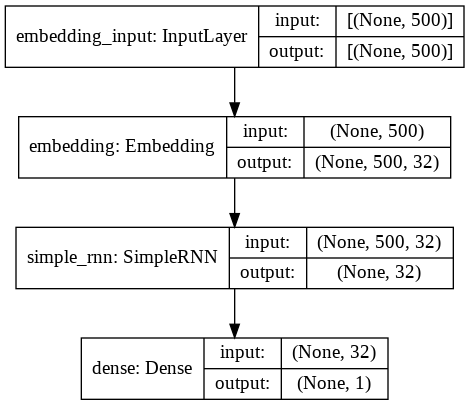 embedding_input: InputLayer
input:
[(None, 500)]
output:
[(None, 500)]
embedding: Embedding
input:
(None, 500)
output:
(None, 500, 32)
simple_rnn: SimpleRNN
input:
(None, 500, 32)
output:
(None, 32)
dense: Dense
input:
(None, 32)
output:
(None, 1)